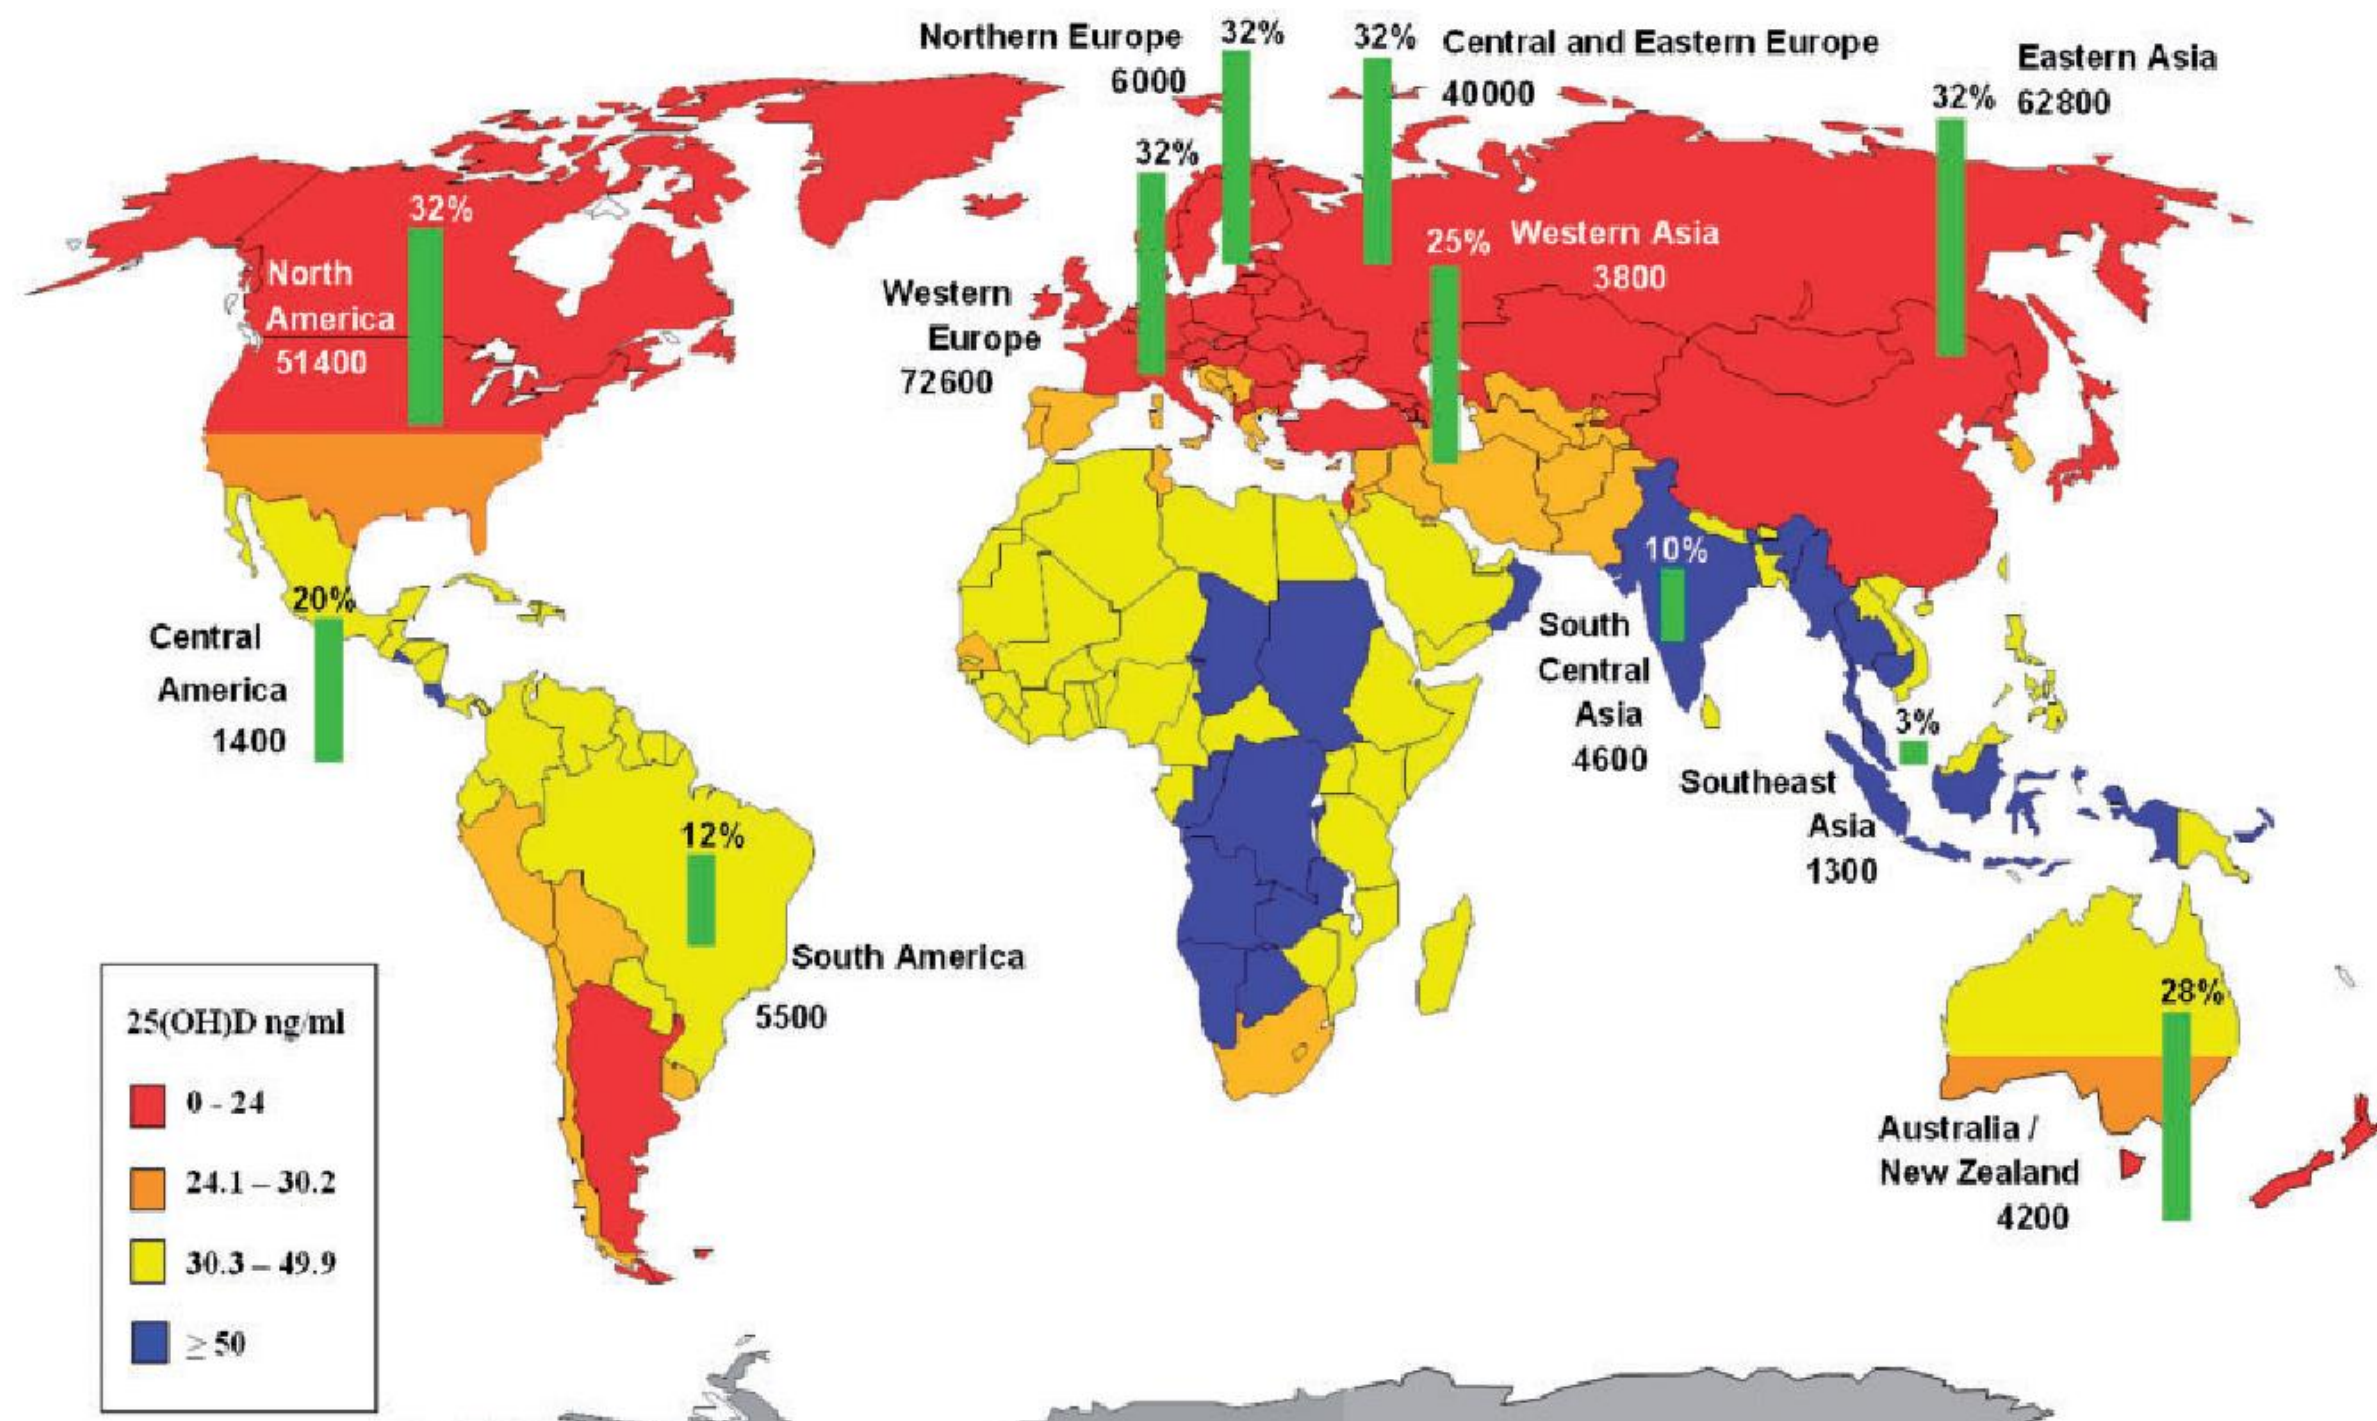 Northern Europe
6000
32%
32%
Central and Eastern Europe
40000
Eastern Asia
32%
62800
32%
32%
North
America
51400
25%
Western Asia
3800
Western
Europe
72600
20%
Central
America
1400
10%
South
Central
Asia
4600
3%
Southeast
Asia
1300
12%
South America
5500
28%
Australia /
New Zealand
4200
25(OH)D ng/ml
0 - 24
24.1 – 30.2
30.3 – 49.9
≥ 50